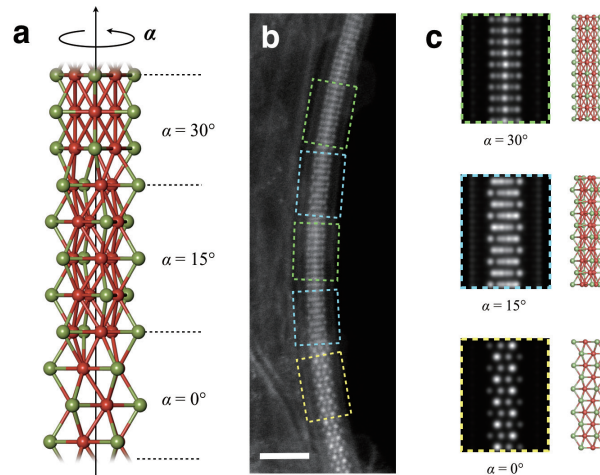 a
α
α = 30°
α = 15°
α = 0°
b
c
α = 30°
α = 15°
α = 0°